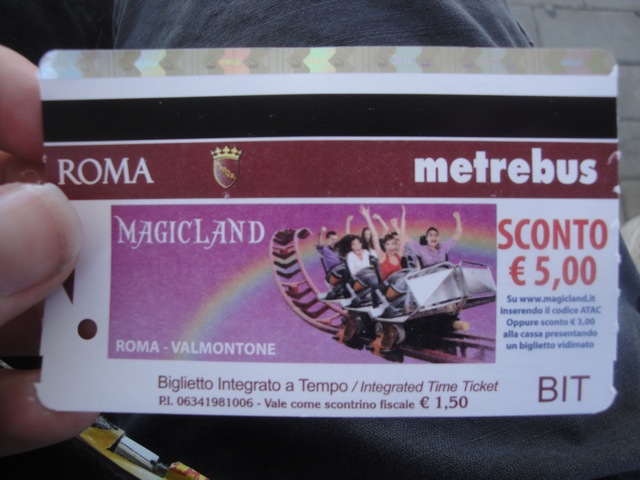 ROMA metrebus
MAGICLAND
ROMA - VALMONTONE
SCONTO
€ 5,00
Su www.magicland.it
inserendo il codice ATAC
Oppure sconto € 3,00
alla cassa presentando
un biglietto vidimato
Biglietto Integrato a Tempo / Integrated Time Ticket
P.I. 06341981006 - Vale come scontrino fiscale € 1,50
BIT